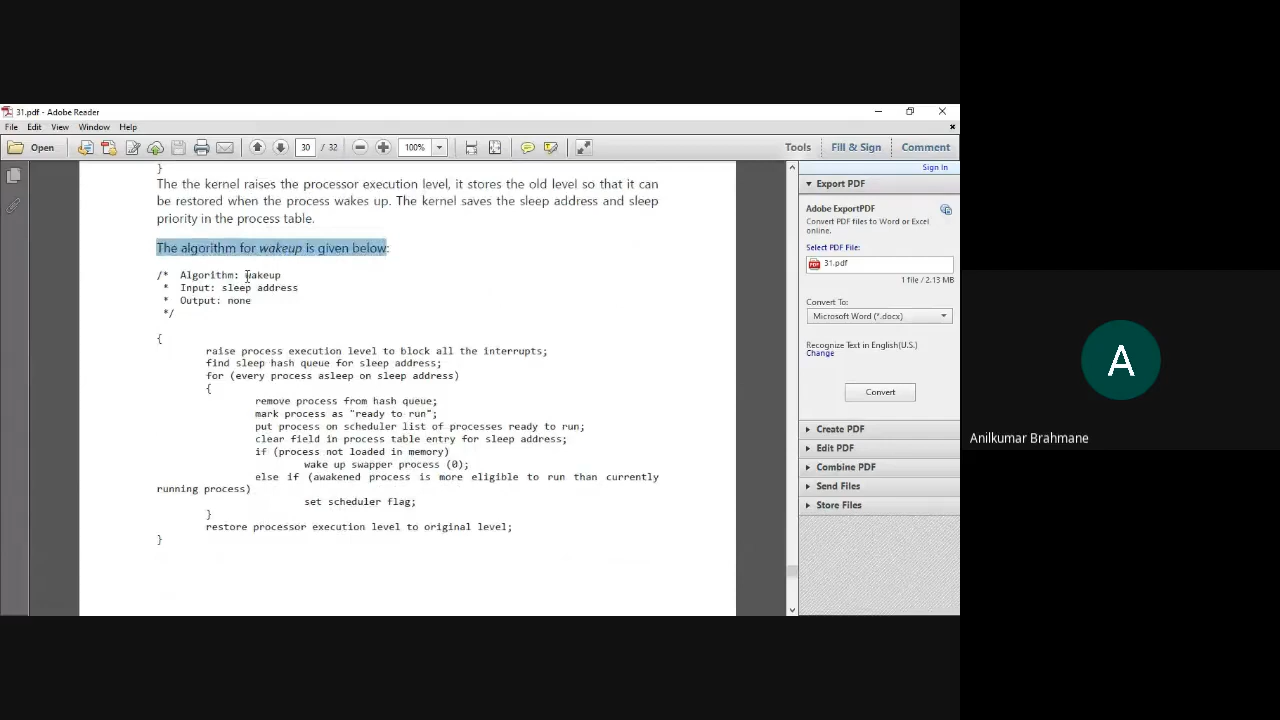 31.pdf - Adobe Reader
File Edit View Window Help
Open 30 / 32 100% Tools Fill & Sign Comment
Sign In
}
The the kernel raises the processor execution level, it stores the old level so that it can
be restored when the process wakes up. The kernel saves the sleep address and sleep
priority in the process table.
The algorithm for wakeup is given below:
/* Algorithm: wakeup
* Input: sleep address
* Output: none
*/
{
raise process execution level to block all the interrupts;
find sleep hash queue for sleep address;
for (every process asleep on sleep address)
{
remove process from hash queue;
mark process as "ready to run";
put process on scheduler list of processes ready to run;
clear field in process table entry for sleep address;
if (process not loaded in memory)
wake up swapper process (0);
else if (awakened process is more eligible to run than currently
running process)
set scheduler flag;
}
restore processor execution level to original level;
}
Export PDF
Adobe ExportPDF
Convert PDF files to Word or Excel
online.
Select PDF File:
31.pdf
1 file / 2.13 MB
Convert To:
Microsoft Word (*.docx)
Recognize Text in English(U.S.)
Change
Convert
Create PDF
Edit PDF
Combine PDF
Send Files
Store Files
A
Anilkumar Brahmane